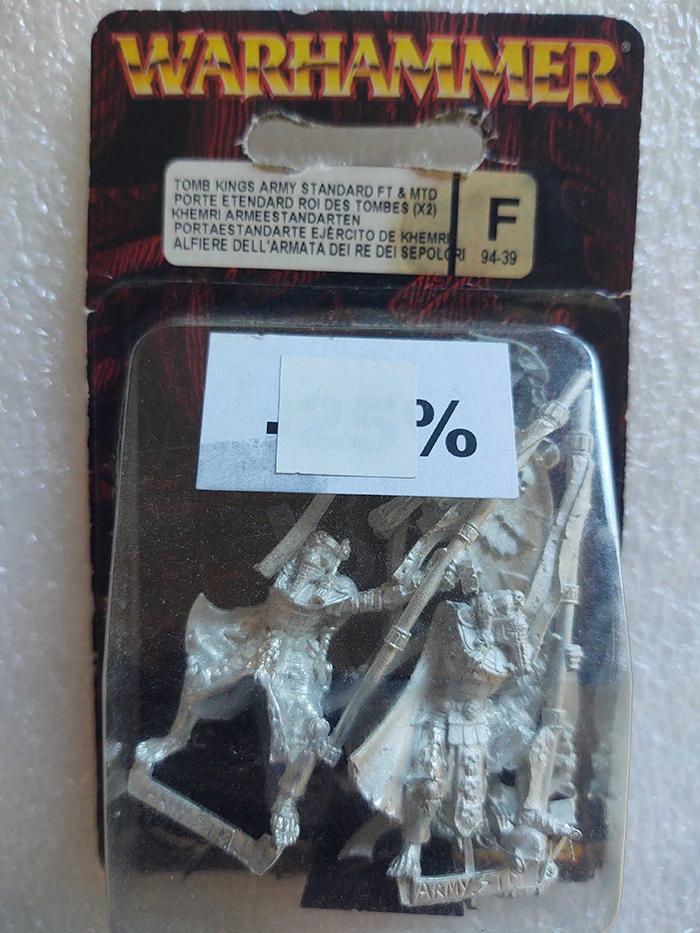 WARHAMMER®
TOMB KINGS ARMY STANDARD FT & MTD
PORTE ETENDARD ROI DES TOMBES (X2)
KHEMRI ARMEESTANDARTEN
PORTAESTANDARTE EJÉRCITO DE KHEMRI
ALFIERE DELL'ARMATA DEI RE DEI SEPOLCRI
F
94-39
-25%
ARMY